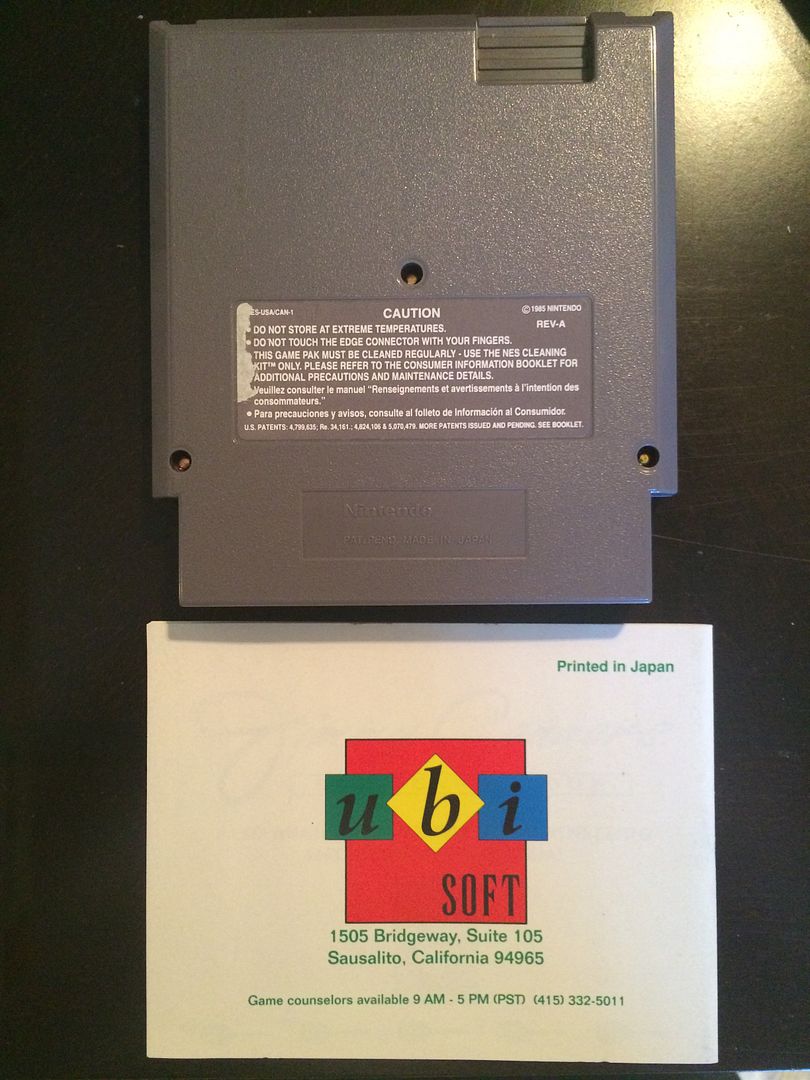 ES-USA/CAN-1
CAUTION
© 1985 NINTENDO
REV-A
DO NOT STORE AT EXTREME TEMPERATURES.
• DO NOT TOUCH THE EDGE CONNECTOR WITH YOUR FINGERS.
THIS GAME PAK MUST BE CLEANED REGULARLY - USE THE NES CLEANING
KIT™ ONLY. PLEASE REFER TO THE CONSUMER INFORMATION BOOKLET FOR
ADDITIONAL PRECAUTIONS AND MAINTENANCE DETAILS.
Veuillez consulter le manuel "Renseignements et avertissements à l'intention des
consommateurs."
• Para precauciones y avisos, consulte al folleto de Información al Consumidor.
U.S. PATENTS: 4,799,635; Re. 34,161.; 4,824,106 & 5,070,479. MORE PATENTS ISSUED AND PENDING. SEE BOOKLET.
Nintendo
PAT. PEND. MADE IN JAPAN
Printed in Japan
ubi
SOFT
1505 Bridgeway, Suite 105
Sausalito, California 94965
Game counselors available 9 AM - 5 PM (PST) (415) 332-5011